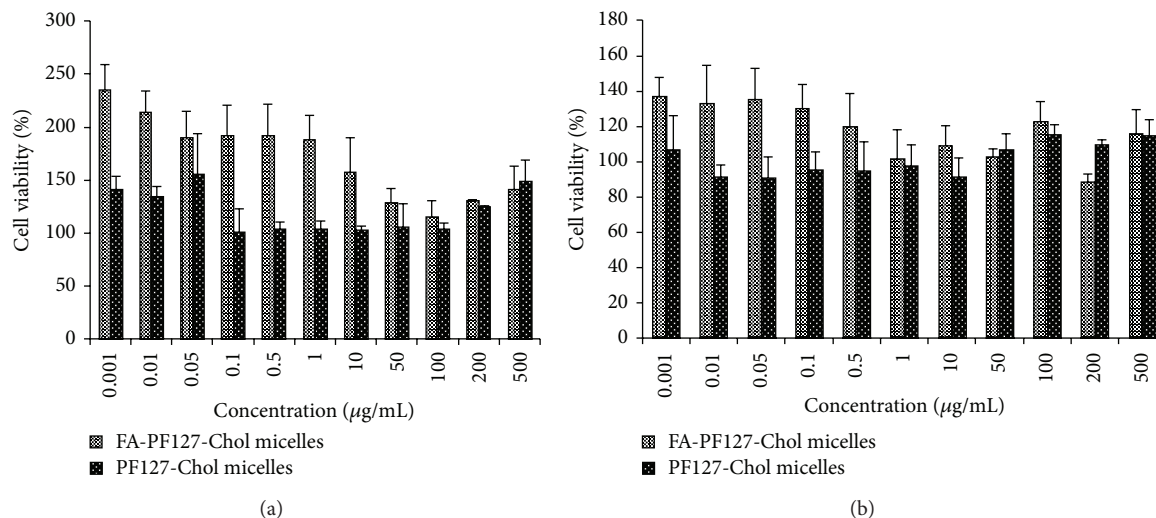 300
250
200
150
100
50
0
Cell viability (%)
0.001 0.01 0.05 0.1 0.5 1 10 50 100 200 500
Concentration (μg/mL)
FA-PF127-Chol micelles
PF127-Chol micelles
(a)
180
160
140
120
100
80
60
40
20
0
Cell viability (%)
0.001 0.01 0.05 0.1 0.5 1 10 50 100 200 500
Concentration (μg/mL)
FA-PF127-Chol micelles
PF127-Chol micelles
(b)